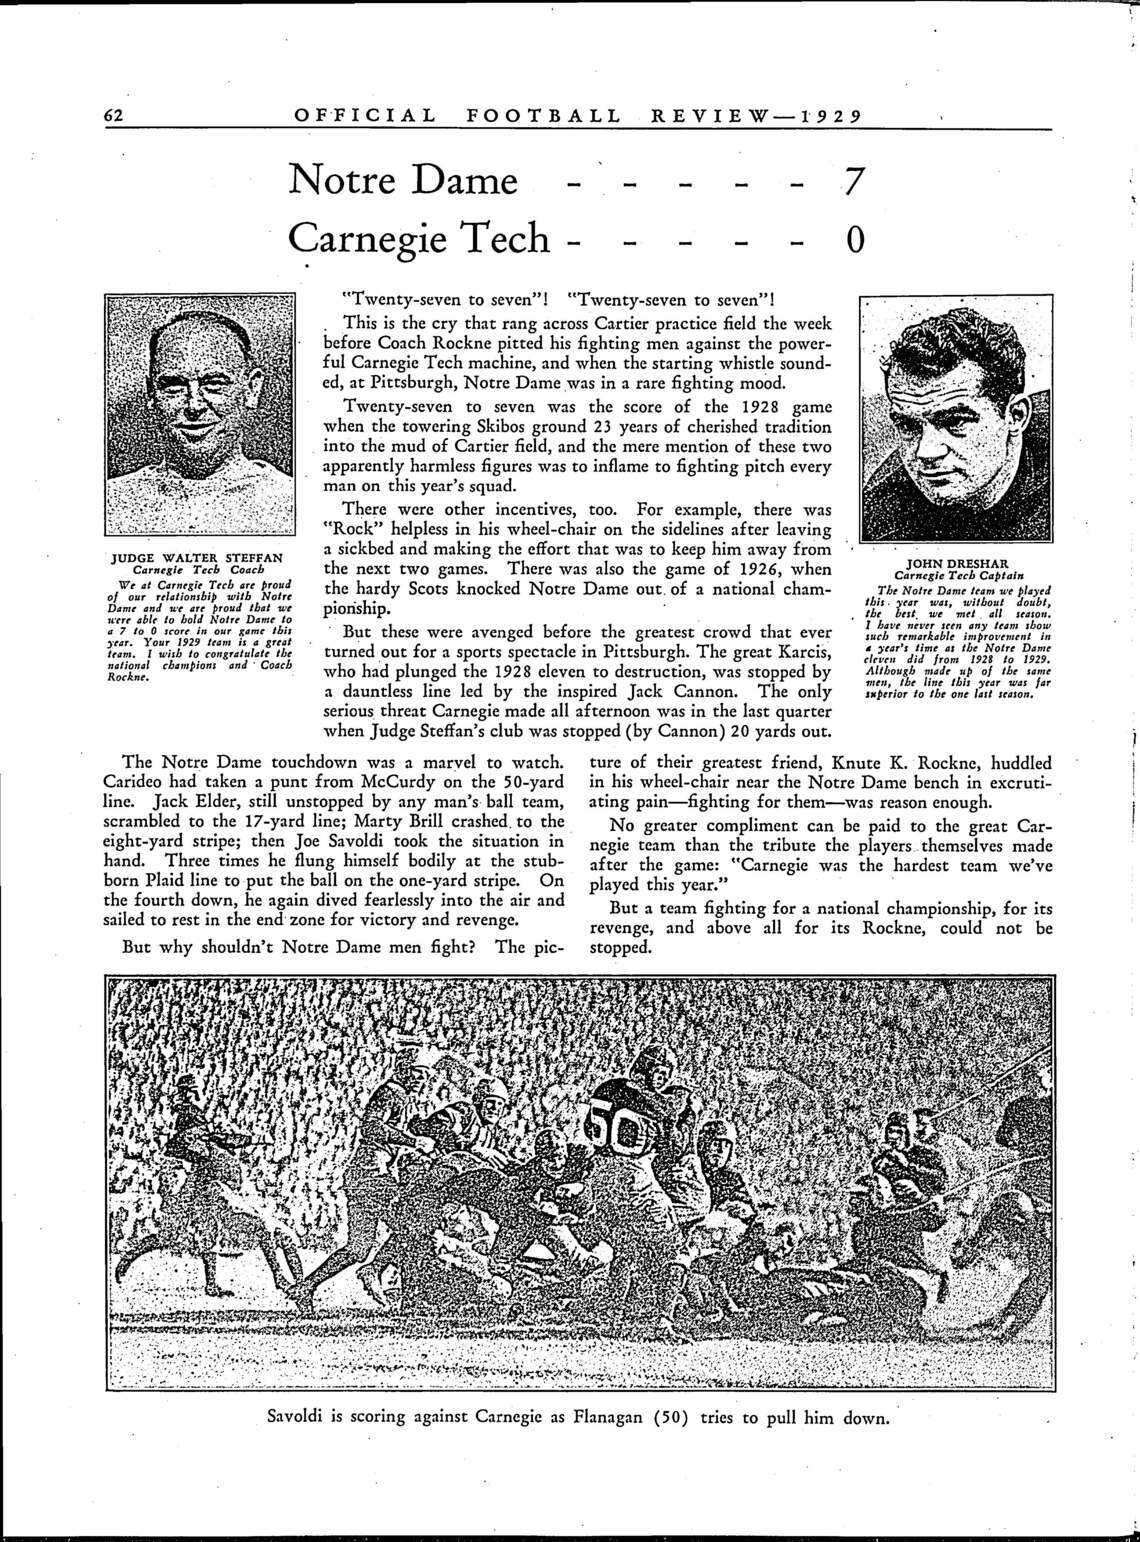 62 OFFICIAL FOOTBALL REVIEW—1929
Notre Dame - - - - - 7
Carnegie Tech - - - - - 0
"Twenty-seven to seven"! "Twenty-seven to seven"!
This is the cry that rang across Cartier practice field the week
before Coach Rockne pitted his fighting men against the power-
ful Carnegie Tech machine, and when the starting whistle sound-
ed, at Pittsburgh, Notre Dame was in a rare fighting mood.
Twenty-seven to seven was the score of the 1928 game
when the towering Skibos ground 23 years of cherished tradition
into the mud of Cartier field, and the mere mention of these two
apparently harmless figures was to inflame to fighting pitch every
man on this year's squad.
There were other incentives, too. For example, there was
"Rock" helpless in his wheel-chair on the sidelines after leaving
a sickbed and making the effort that was to keep him away from
the next two games. There was also the game of 1926, when
the hardy Scots knocked Notre Dame out of a national cham-
pionship.
But these were avenged before the greatest crowd that ever
turned out for a sports spectacle in Pittsburgh. The great Karcis,
who had plunged the 1928 eleven to destruction, was stopped by
a dauntless line led by the inspired Jack Cannon. The only
serious threat Carnegie made all afternoon was in the last quarter
when Judge Steffan's club was stopped (by Cannon) 20 yards out.
JUDGE WALTER STEFFAN
Carnegie Tech Coach
We at Carnegie Tech are proud
of our relationship with Notre
Dame and we are proud that we
were able to hold Notre Dame to
a 7 to 0 score in our game this
year. Your 1929 team is a great
team. I wish to congratulate the
national champions and Coach
Rockne.
JOHN DRESHAR
Carnegie Tech Captain
The Notre Dame team we played
this year was, without doubt,
the best we met all season.
I have never seen any team show
such remarkable improvement in
a year's time as the Notre Dame
eleven did from 1928 to 1929.
Although made up of the same
men, the line this year was far
superior to the one last season.
The Notre Dame touchdown was a marvel to watch.
Carideo had taken a punt from McCurdy on the 50-yard
line. Jack Elder, still unstopped by any man's ball team,
scrambled to the 17-yard line; Marty Brill crashed to the
eight-yard stripe; then Joe Savoldi took the situation in
hand. Three times he flung himself bodily at the stub-
born Plaid line to put the ball on the one-yard stripe. On
the fourth down, he again dived fearlessly into the air and
sailed to rest in the end zone for victory and revenge.
But why shouldn't Notre Dame men fight? The pic-
ture of their greatest friend, Knute K. Rockne, huddled
in his wheel-chair near the Notre Dame bench in excruti-
ating pain—fighting for them—was reason enough.
No greater compliment can be paid to the great Car-
negie team than the tribute the players themselves made
after the game: "Carnegie was the hardest team we've
played this year."
But a team fighting for a national championship, for its
revenge, and above all for its Rockne, could not be
stopped.
50
Savoldi is scoring against Carnegie as Flanagan (50) tries to pull him down.